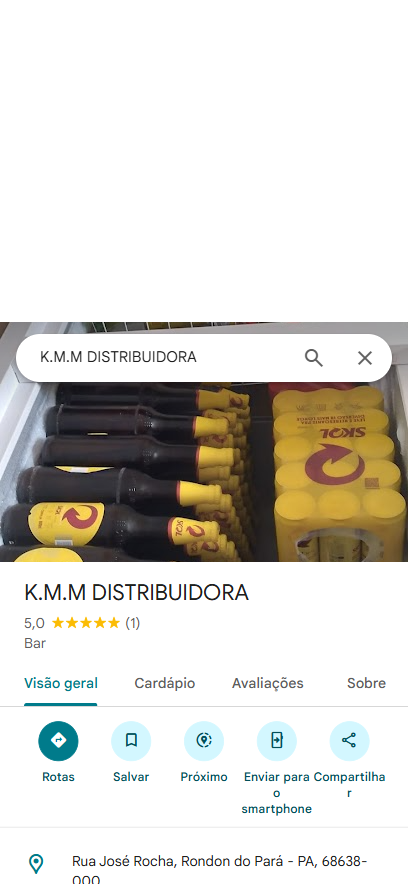 K.M.M DISTRIBUIDORA
SKOL
SKOL
K.M.M DISTRIBUIDORA
5,0 (1)
Bar
Visão geral Cardápio Avaliações Sobre
Rotas Salvar Próximo Enviar para o smartphone Compartilhar
Rua José Rocha, Rondon do Pará - PA, 68638-
000